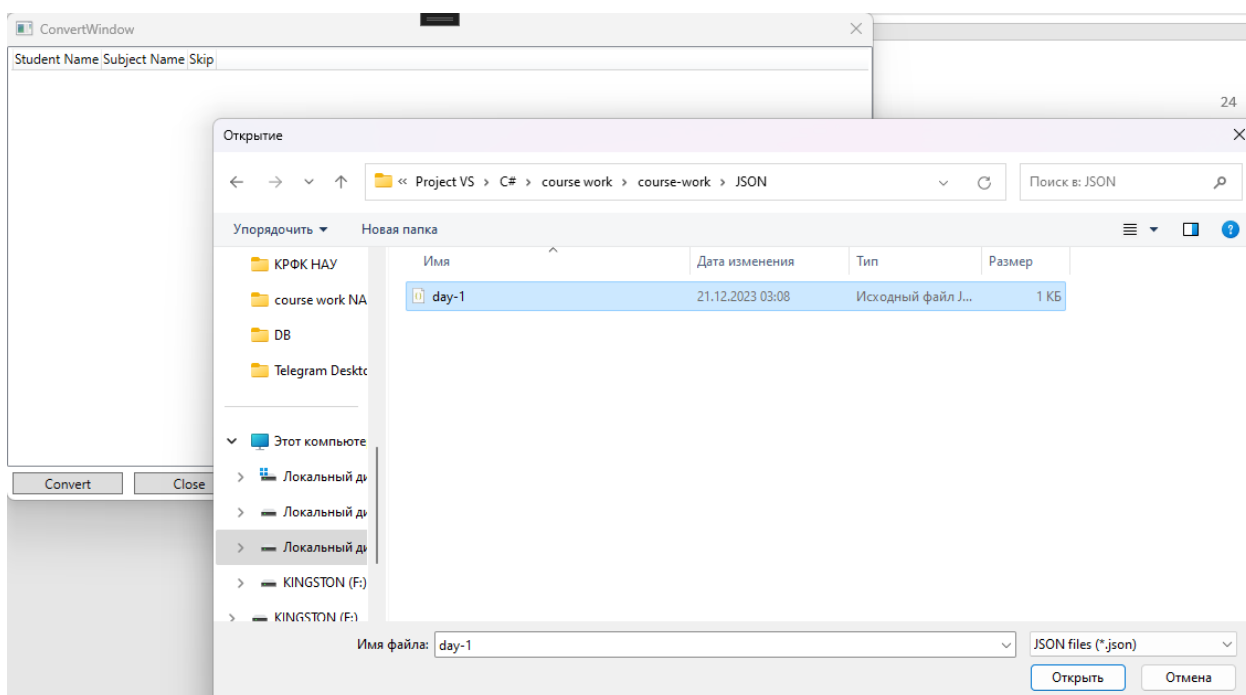 ConvertWindow
Student Name Subject Name Skip
24
Открытие
« Project VS > C# > course work > course-work > JSON
Поиск в: JSON
Упорядочить Новая папка
Имя Дата изменения Тип Размер
КРФК НАУ
day-1 21.12.2023 03:08 Исходный файл J... 1 КБ
course work NA
DB
Telegram Deskto
Этот компьюте
Локальный ди
Convert Close
Локальный ди
Локальный ди
KINGSTON (F:)
KINGSTON (F:)
Имя файла: day-1 JSON files (*.json)
Открыть Отмена